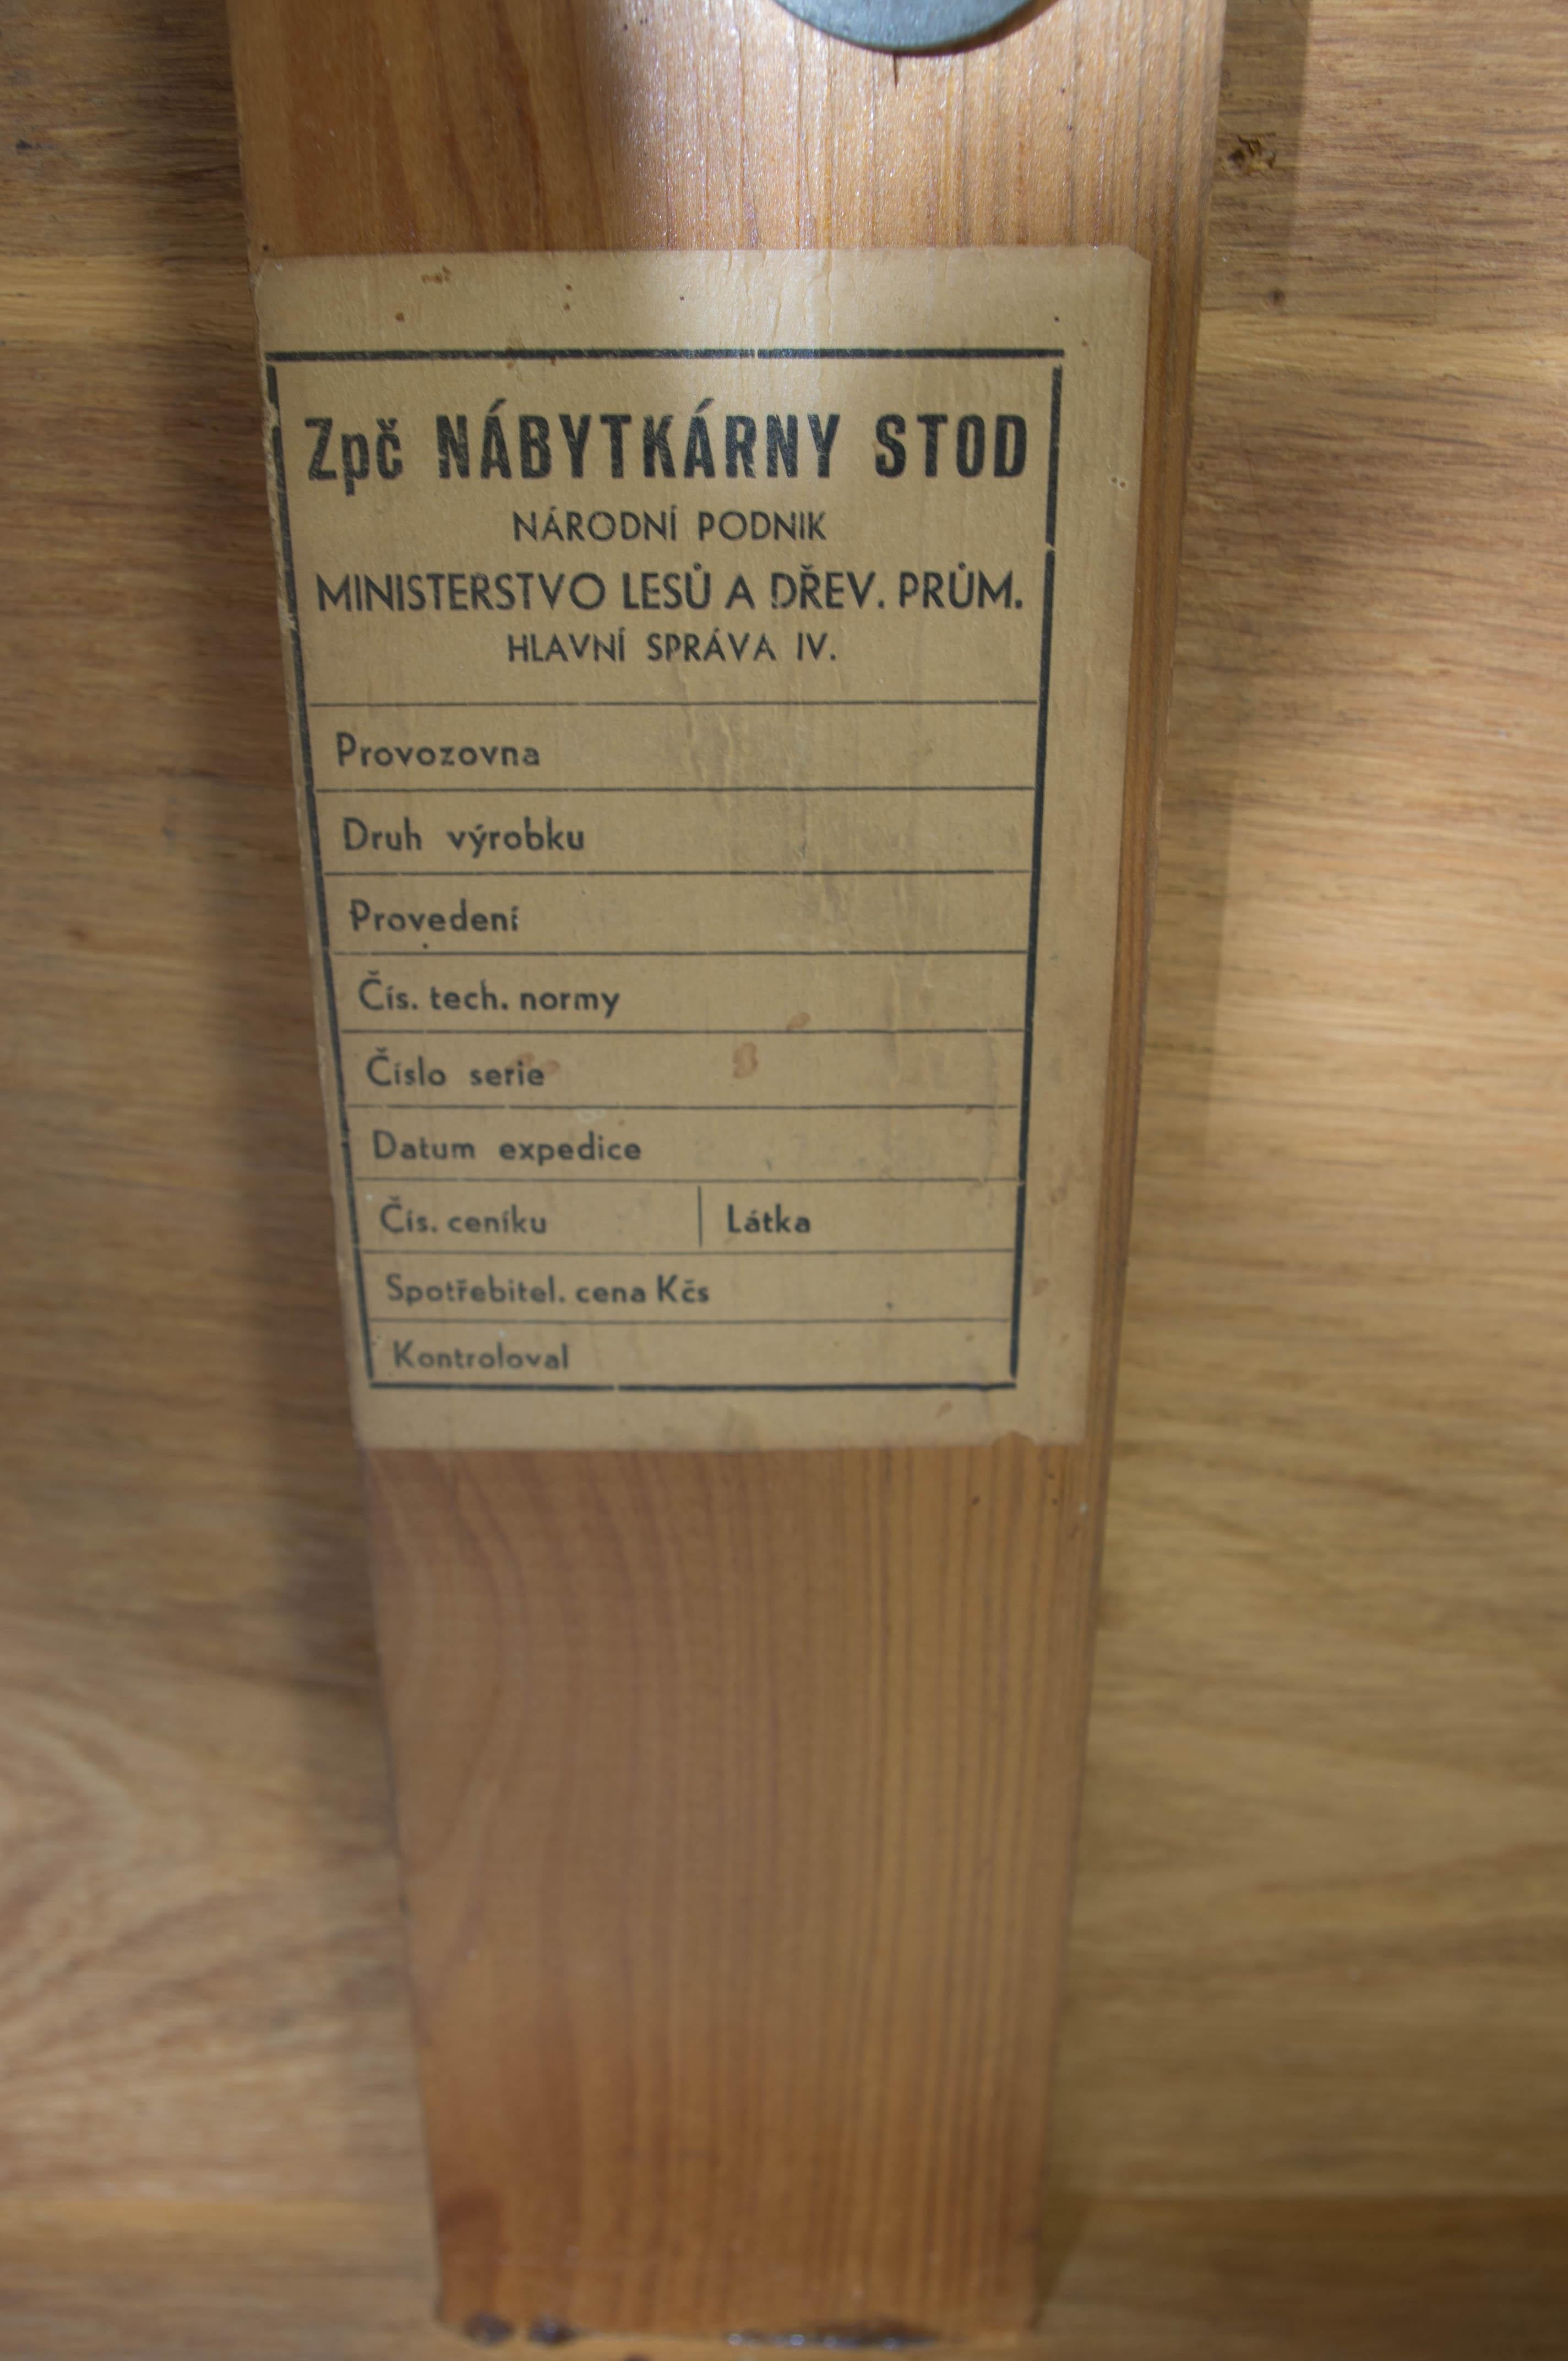 Zpč NÁBYTKÁRNY STOD
NÁRODNÍ PODNIK
MINISTERSTVO LESŮ A DŘEV. PRŮM.
HLAVNÍ SPRÁVA IV.
Provozovna
Druh výrobku
Provedení
Čís. tech. normy
Číslo serie
Datum expedice
Čís. ceníku | Látka
Spotřebitel. cena Kčs
Kontroloval